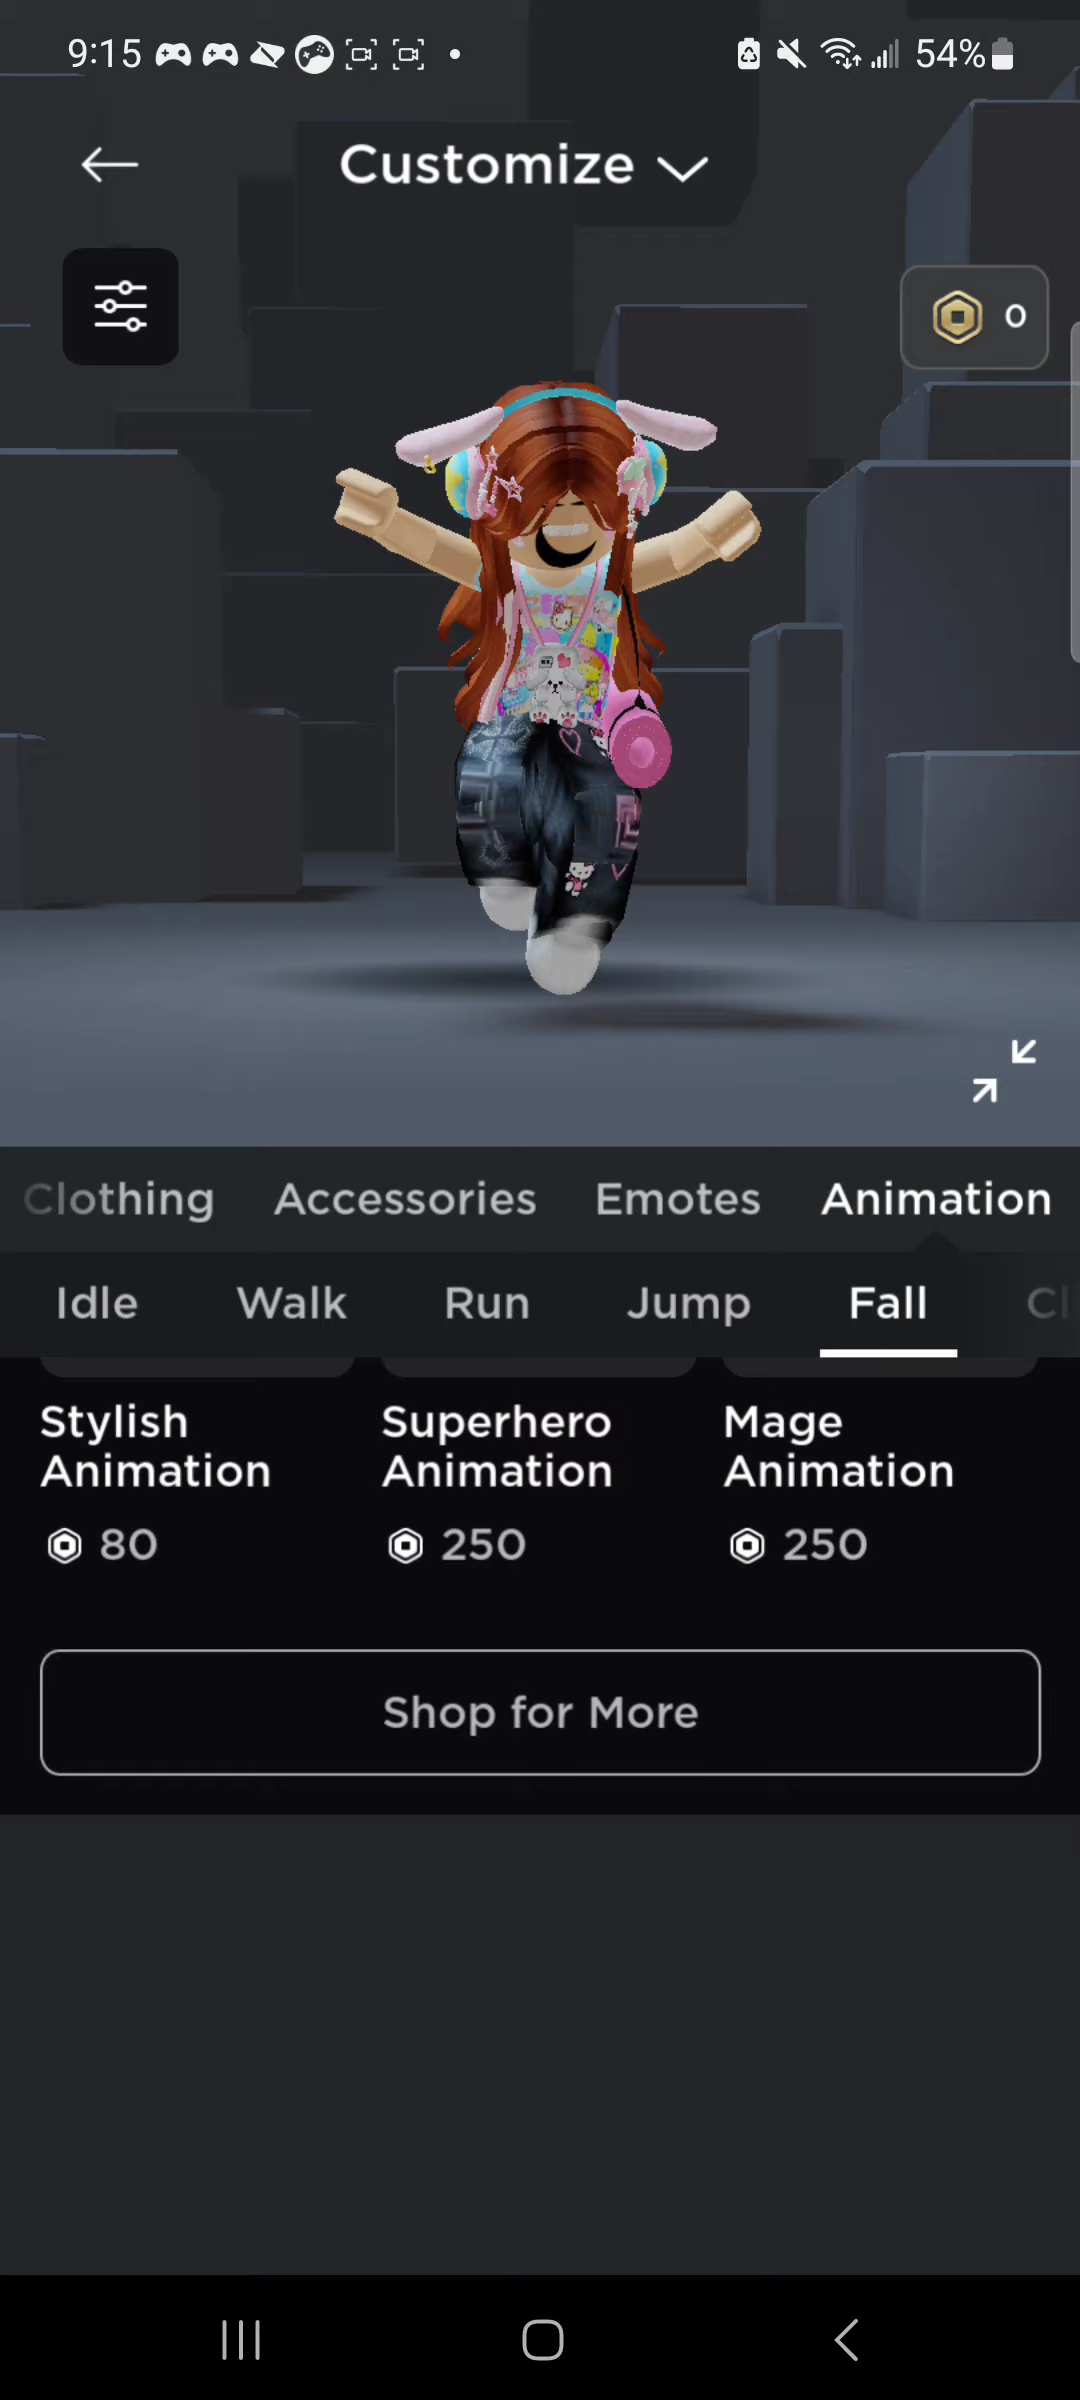 9:15
54%
Customize
0
Clothing Accessories Emotes Animation
Idle Walk Run Jump Fall Cl
Stylish Animation
80
Superhero Animation
250
Mage Animation
250
Shop for More